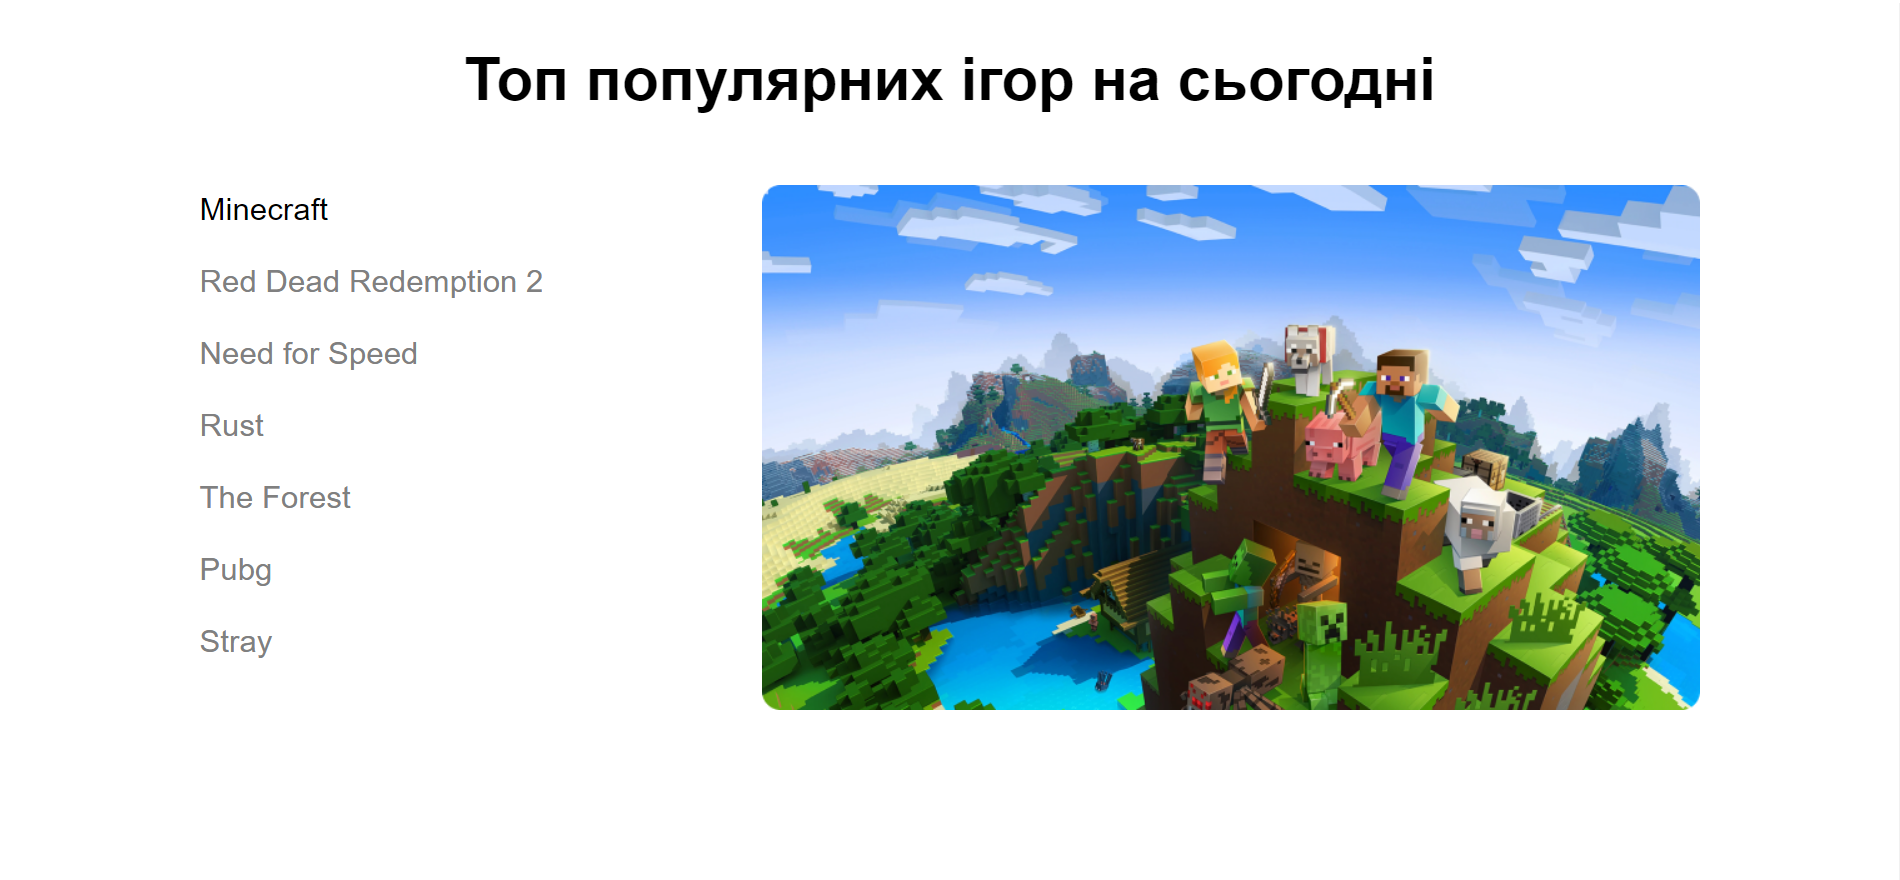 Топ популярних ігор на сьогодні
Minecraft
Red Dead Redemption 2
Need for Speed
Rust
The Forest
Pubg
Stray